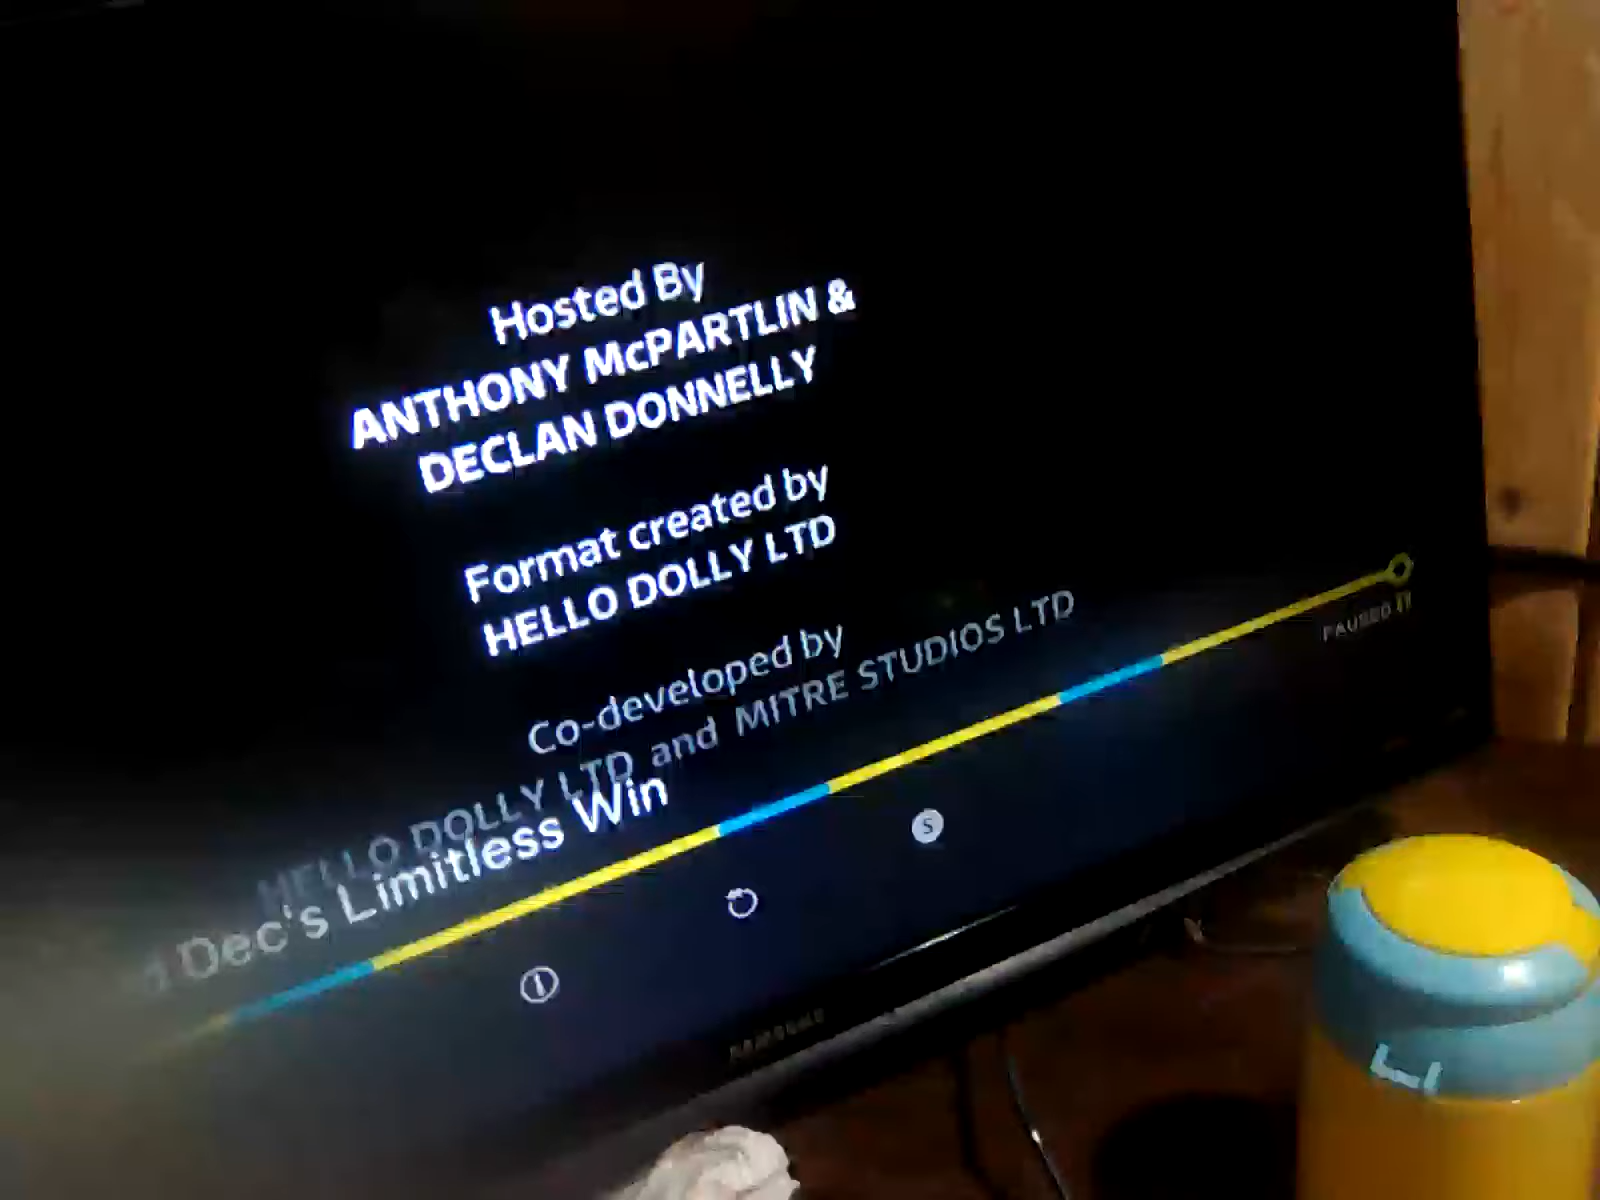 Hosted By
ANTHONY McPARTLIN &
DECLAN DONNELLY
Format created by
HELLO DOLLY LTD
Co-developed by
HELLO DOLLY LTD and MITRE STUDIOS LTD
Dec's Limitless Win
PAUSED
S
SAMSUNG